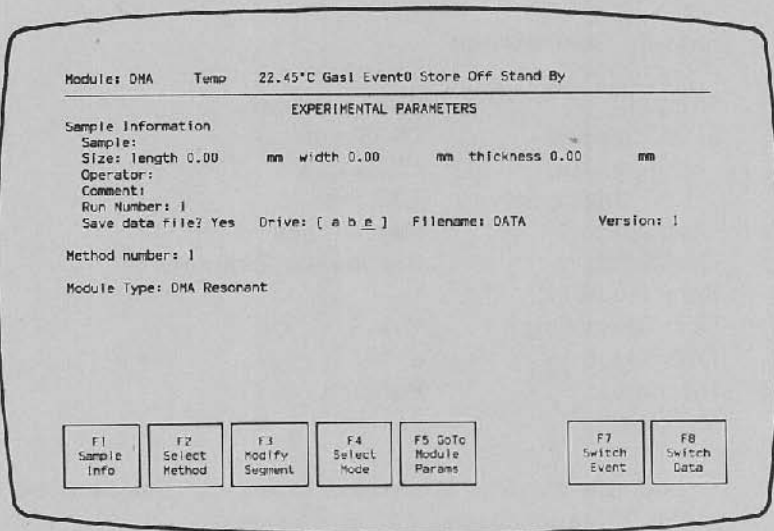 Module: DMA Temp 22.45°C Gas1 Event0 Store Off Stand By
EXPERIMENTAL PARAMETERS
Sample Information
Sample:
Size: length 0.00 mm width 0.00 mm thickness 0.00 mm
Operator:
Comment:
Run Number: 1
Save data file? Yes Drive: [ a b e ] Filename: DATA Version: 1
Method number: 1
Module Type: DMA Resonant
F1 Sample Info
F2 Select Method
F3 Modify Segment
F4 Select Mode
F5 GoTo Module Params
F7 Switch Event
F8 Switch Data